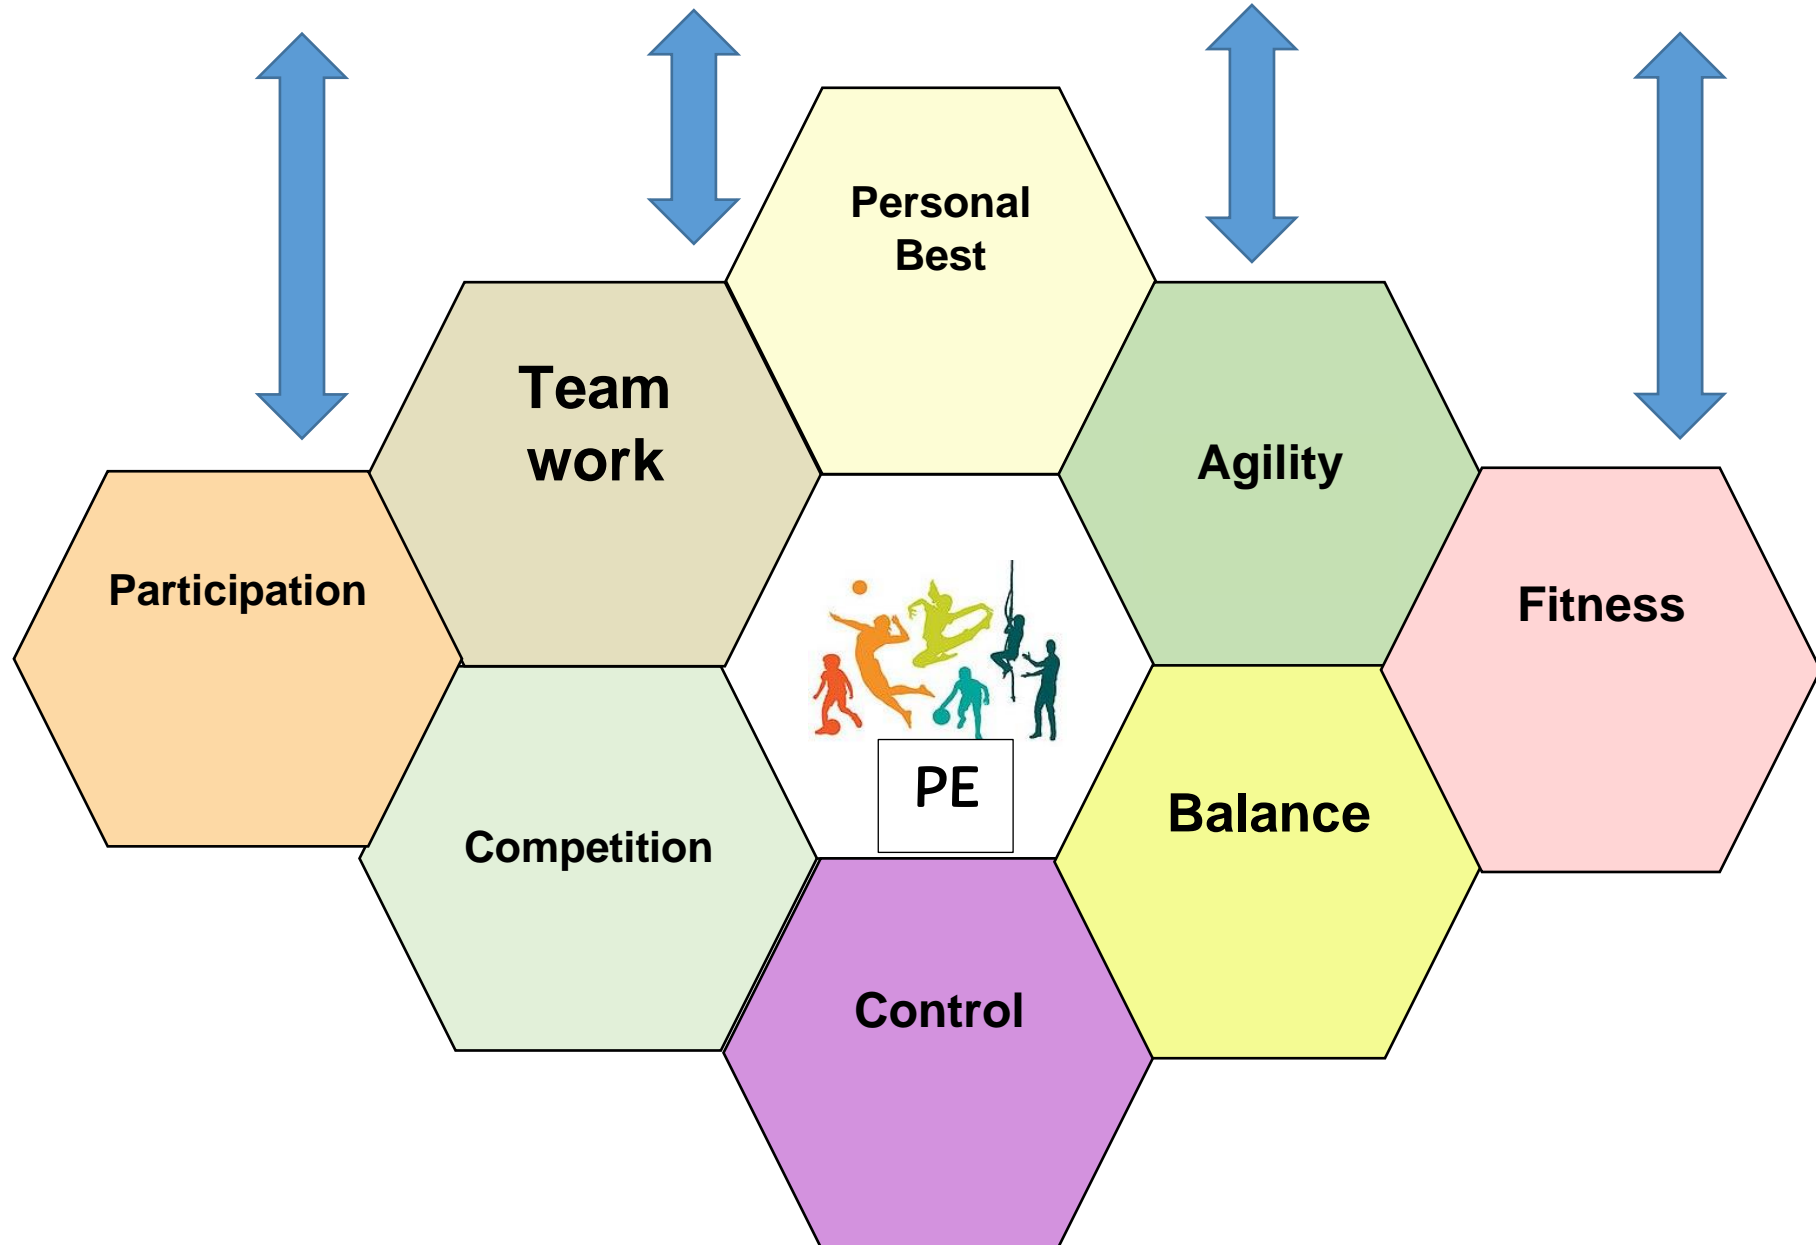 Personal
Best
Team
work
Agility
Participation
Fitness
PE
Balance
Competition
Control